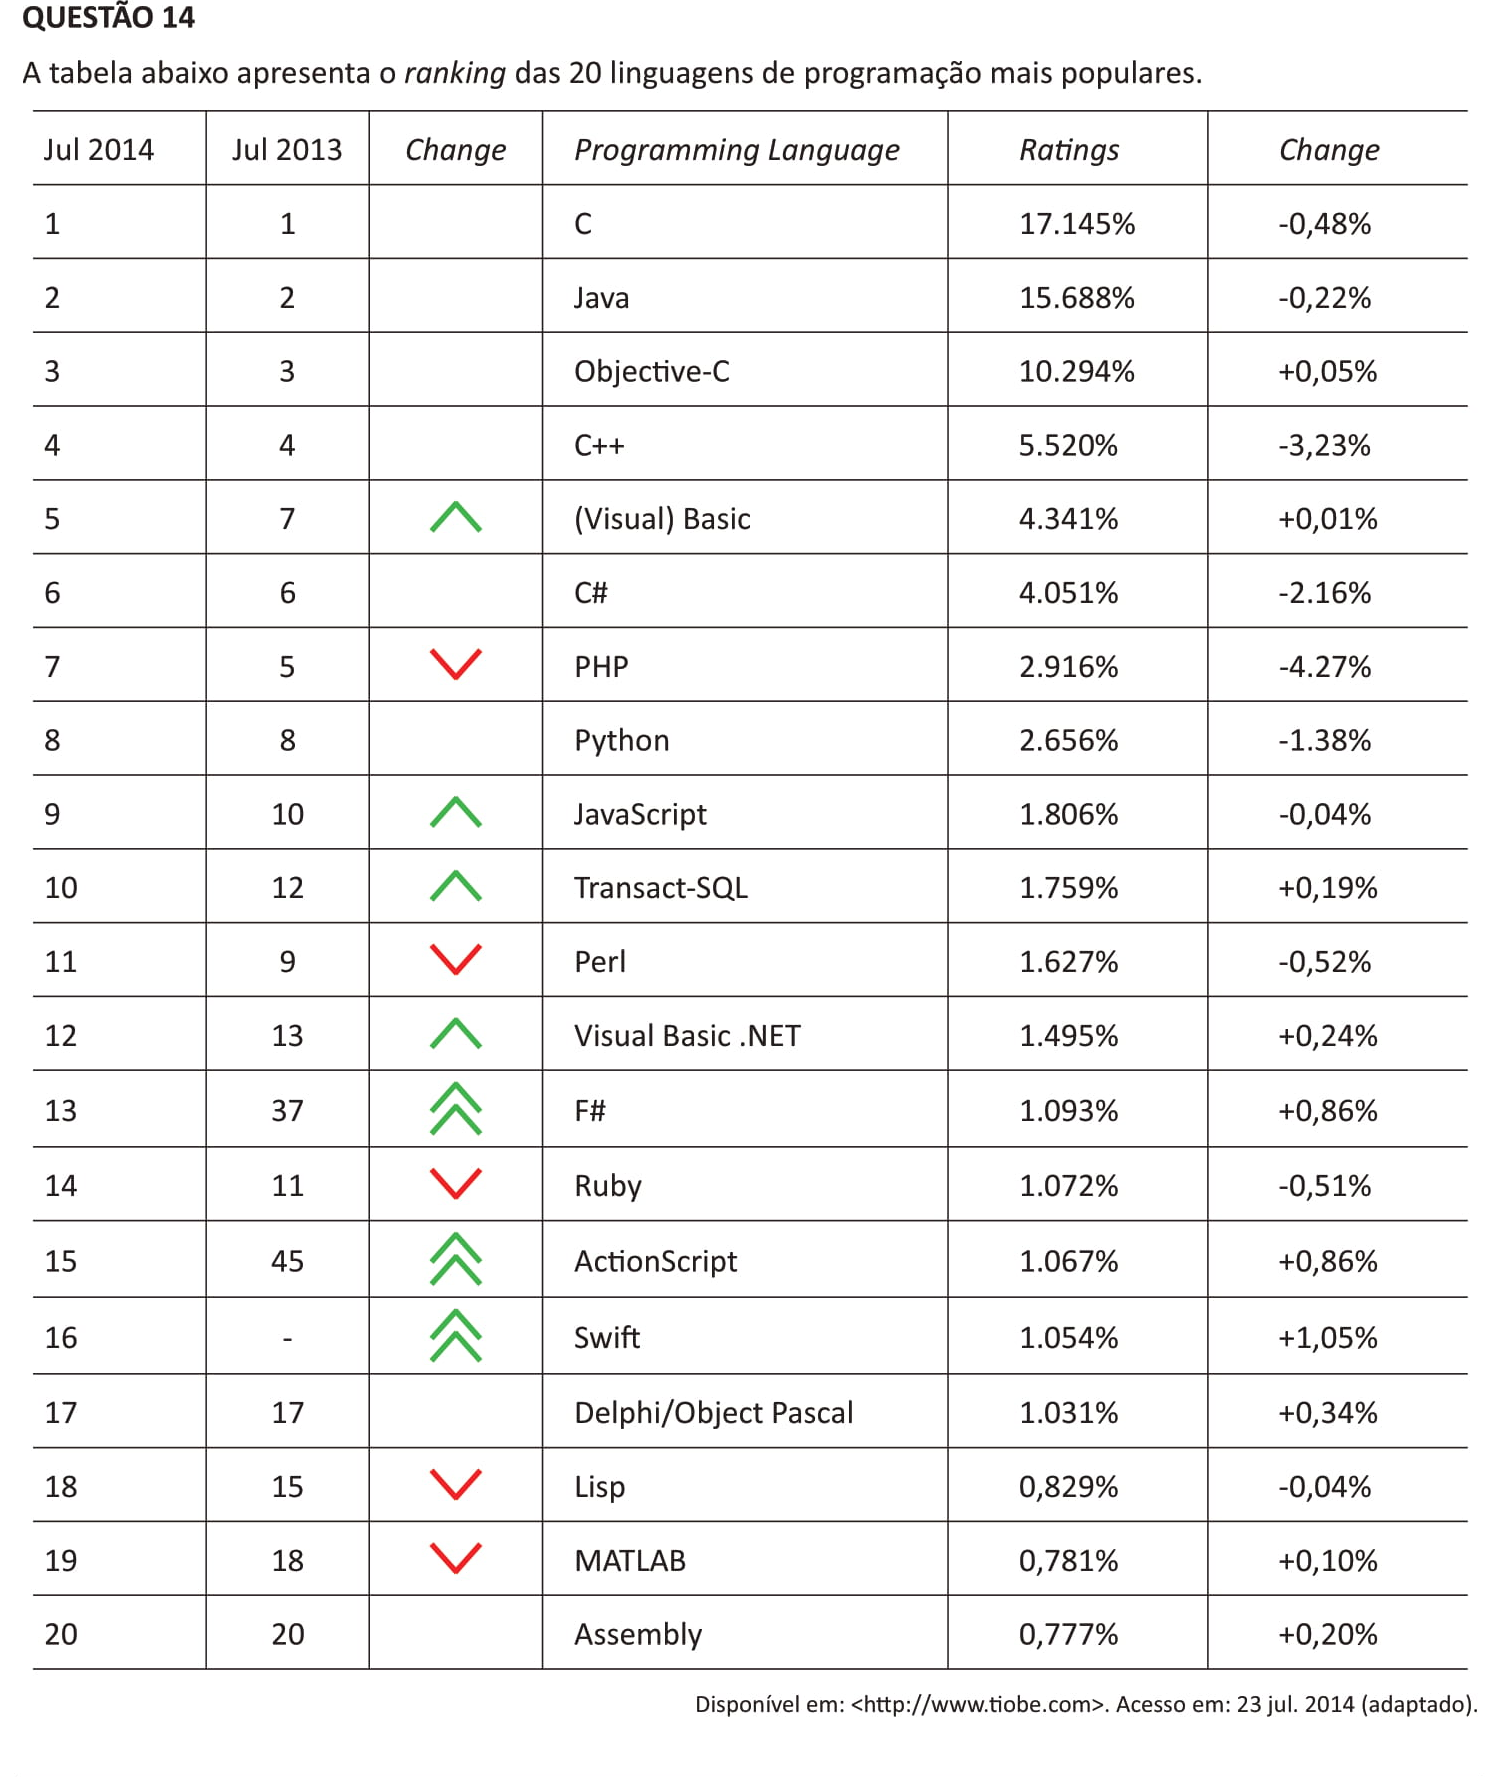 QUESTÃO 14
A tabela abaixo apresenta o ranking das 20 linguagens de programação mais populares.
Jul 2014 Jul 2013 Change Programming Language Ratings Change
1 1 C 17.145% -0,48%
2 2 Java 15.688% -0,22%
3 3 Objective-C 10.294% +0,05%
4 4 C++ 5.520% -3,23%
5 7 (Visual) Basic 4.341% +0,01%
6 6 C# 4.051% -2.16%
7 5 PHP 2.916% -4.27%
8 8 Python 2.656% -1.38%
9 10 JavaScript 1.806% -0,04%
10 12 Transact-SQL 1.759% +0,19%
11 9 Perl 1.627% -0,52%
12 13 Visual Basic .NET 1.495% +0,24%
13 37 F# 1.093% +0,86%
14 11 Ruby 1.072% -0,51%
15 45 ActionScript 1.067% +0,86%
16 - Swift 1.054% +1,05%
17 17 Delphi/Object Pascal 1.031% +0,34%
18 15 Lisp 0,829% -0,04%
19 18 MATLAB 0,781% +0,10%
20 20 Assembly 0,777% +0,20%
Disponível em: <http://www.tiobe.com>. Acesso em: 23 jul. 2014 (adaptado).